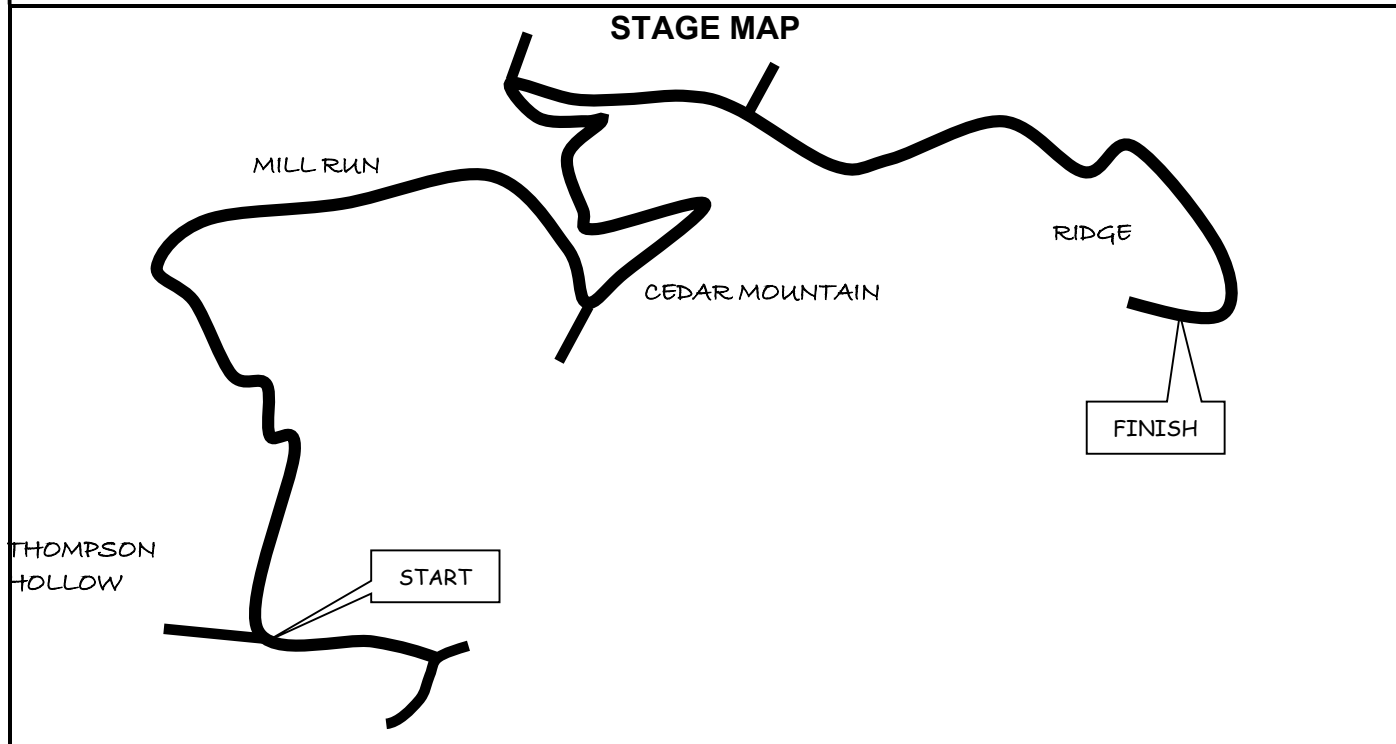 STAGE MAP
MILL RUN
RIDGE
CEDAR MOUNTAIN
FINISH
THOMPSON
HOLLOW
START